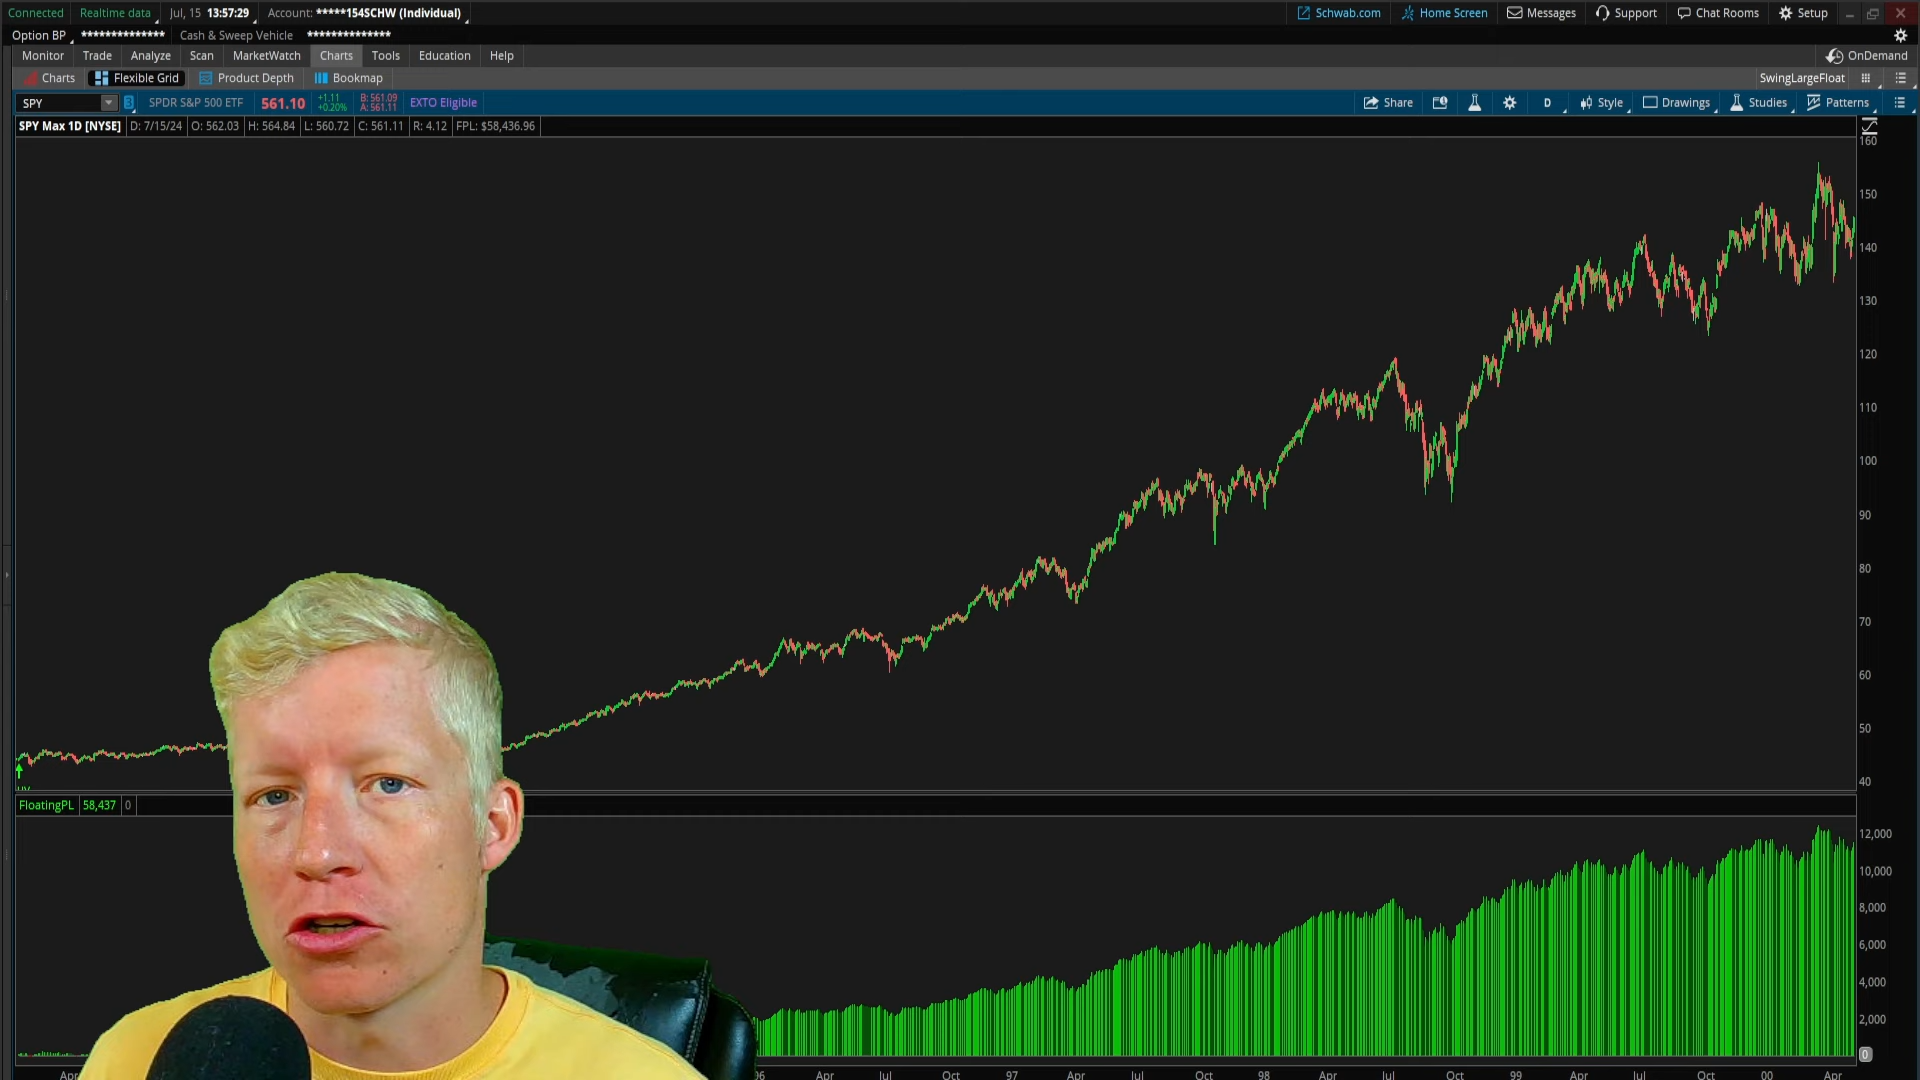 Connected Realtime data Jul, 15 13:57:29 Account: *****154SCHW (Individual) Schwab.com Home Screen Messages Support Chat Rooms Setup
Option BP ************** Cash & Sweep Vehicle **************
Monitor Trade Analyze Scan MarketWatch Charts Tools Education Help OnDemand
Charts Flexible Grid Product Depth Bookmap SwingLargeFloat
SPY 3 SPDR S&P 500 ETF 561.10 +1.11 +0.20% B: 561.09 A: 561.11 EXTO Eligible Share D Style Drawings Studies Patterns
SPY Max 1D [NYSE] D: 7/15/24 O: 562.03 H: 564.84 L: 560.72 C: 561.11 R: 4.12 FPL: $58,436.96
160
150
140
130
120
110
100
90
80
70
60
50
40
FloatingPL 58,437 0
12,000
10,000
8,000
6,000
4,000
2,000
0
Apr Apr Jul Oct 97 Apr Jul Oct 98 Apr Jul Oct 99 Apr Jul Oct 00 Apr